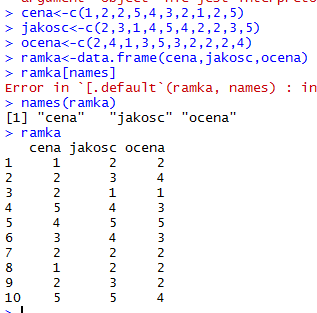 > cena<-c(1,2,2,5,4,3,2,1,2,5)
> jakosc<-c(2,3,1,4,5,4,2,2,3,5)
> ocena<-c(2,4,1,3,5,3,2,2,2,4)
> ramka<-data.frame(cena,jakosc,ocena)
> ramka[names]
Error in `[.default`(ramka, names) : in
> names(ramka)
[1] "cena" "jakosc" "ocena"
> ramka
cena jakosc ocena
1 1 2 2
2 2 3 4
3 2 1 1
4 5 4 3
5 4 5 5
6 3 4 3
7 2 2 2
8 1 2 2
9 2 3 2
10 5 5 4
>